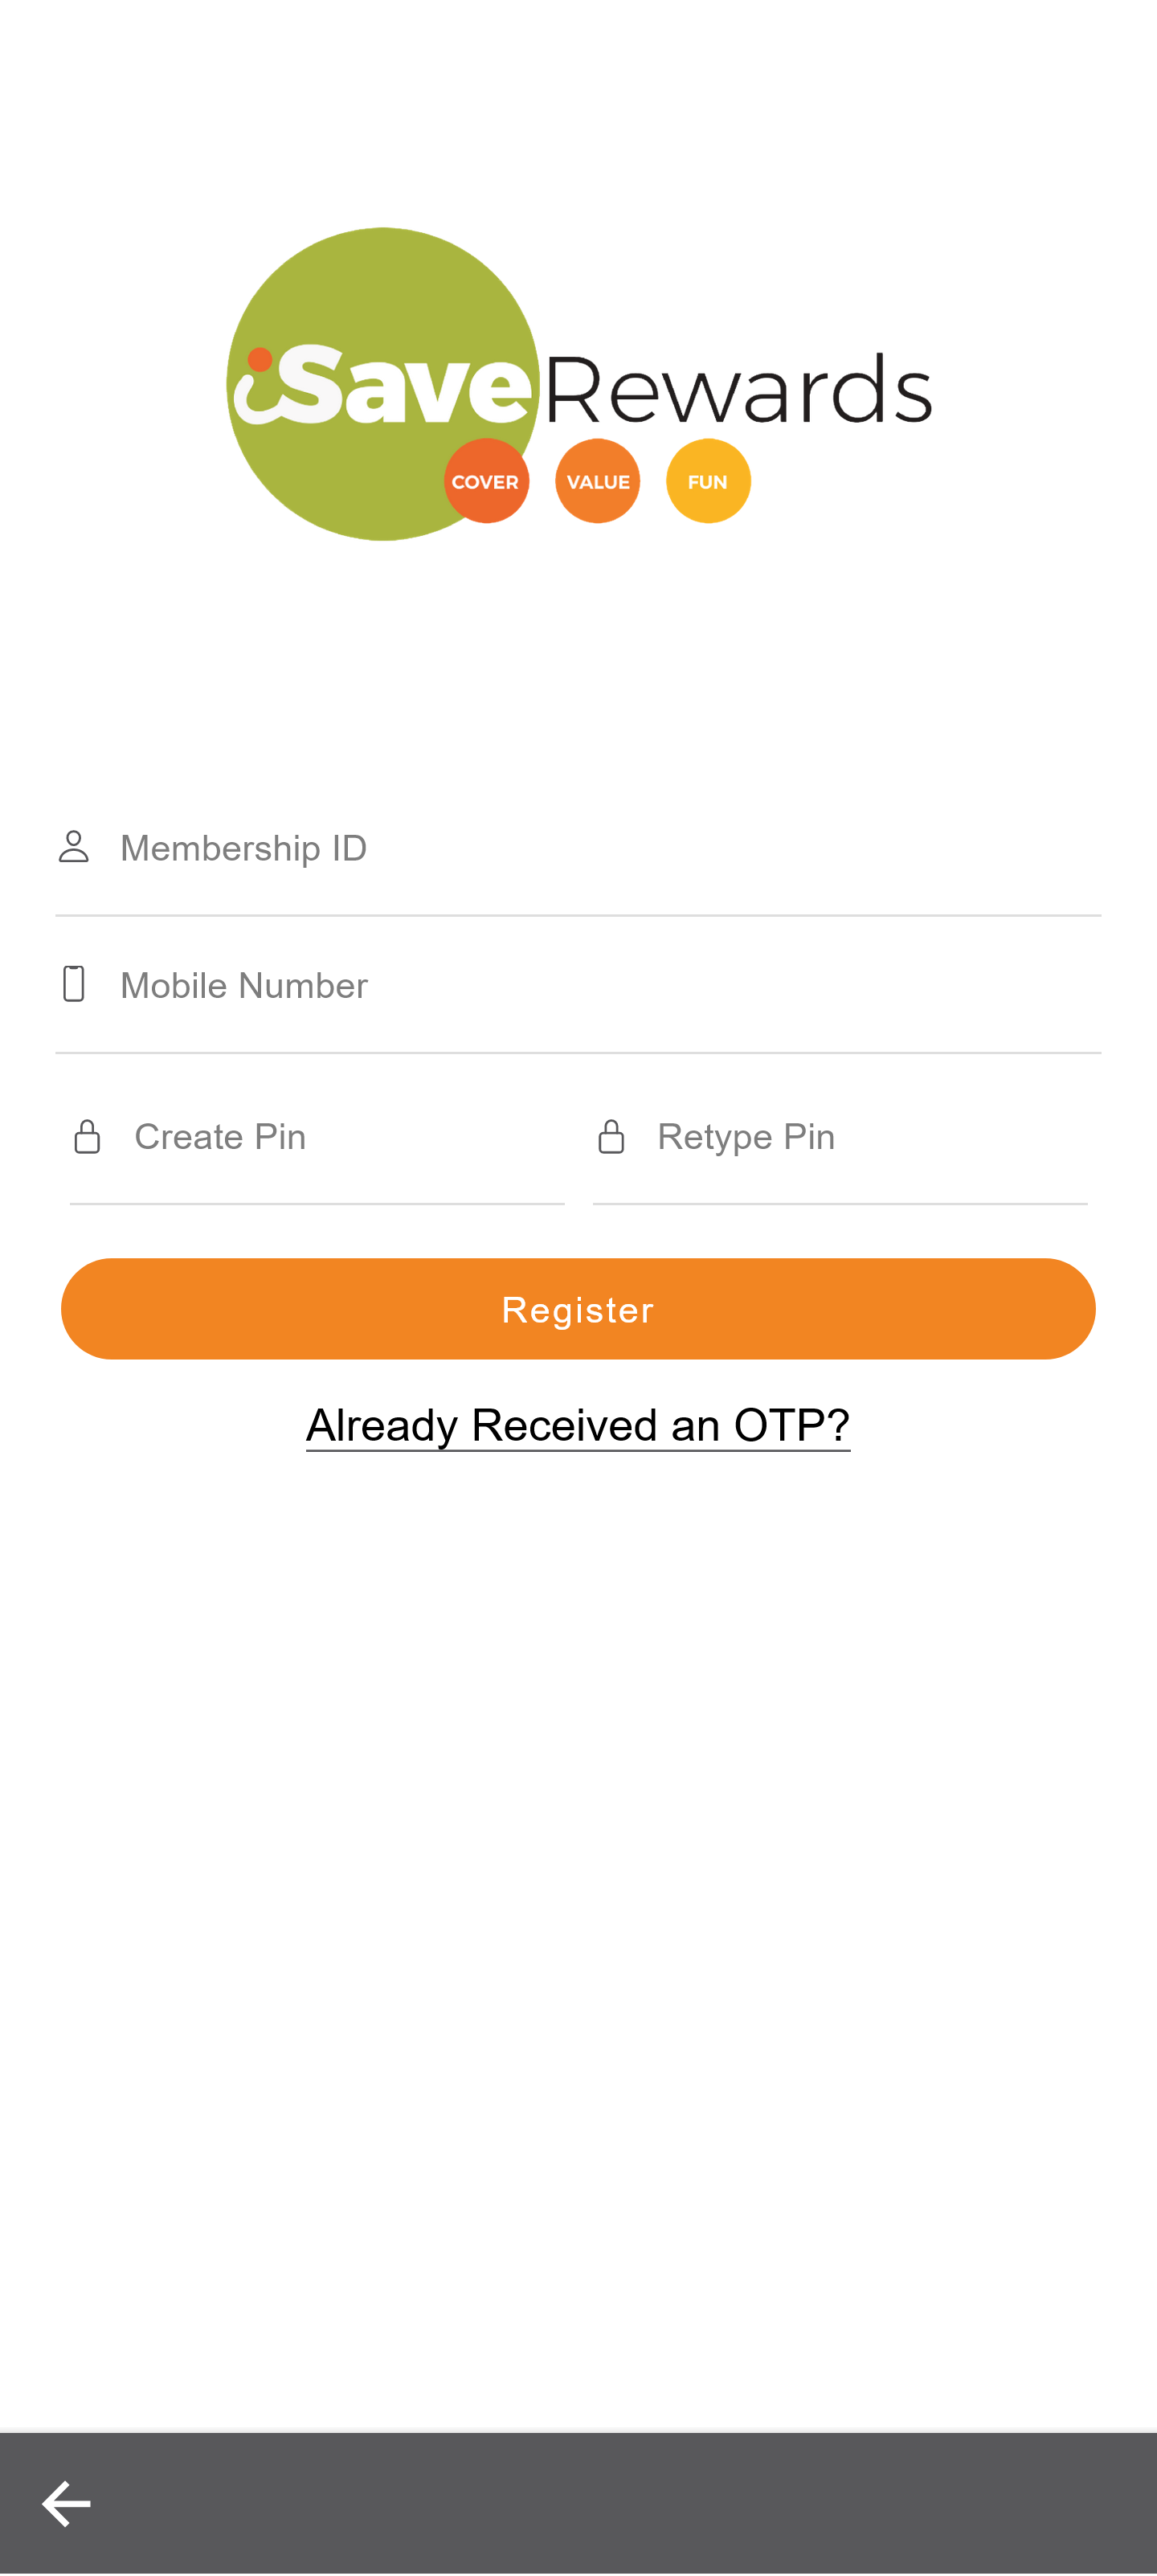 iSaveRewards
COVER VALUE FUN
Membership ID
Mobile Number
Create Pin Retype Pin
Register
Already Received an OTP?